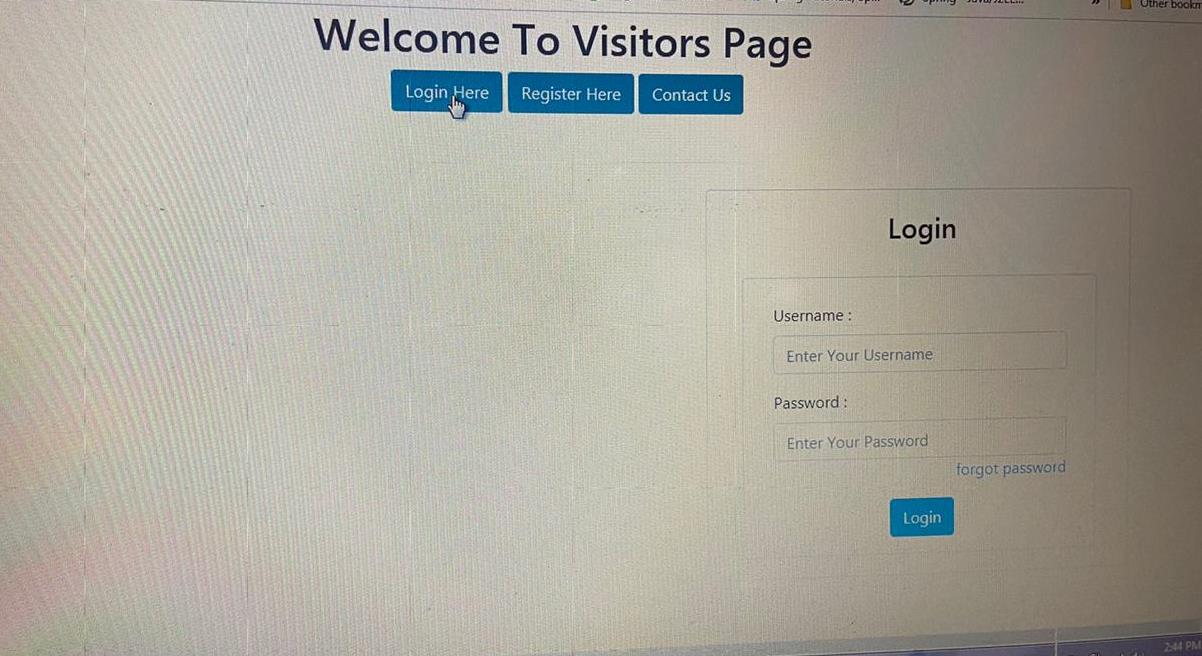 Other bookm
Welcome To Visitors Page
Login Here Register Here Contact Us
Login
Username :
Enter Your Username
Password :
Enter Your Password
forgot password
Login
2:44 PM